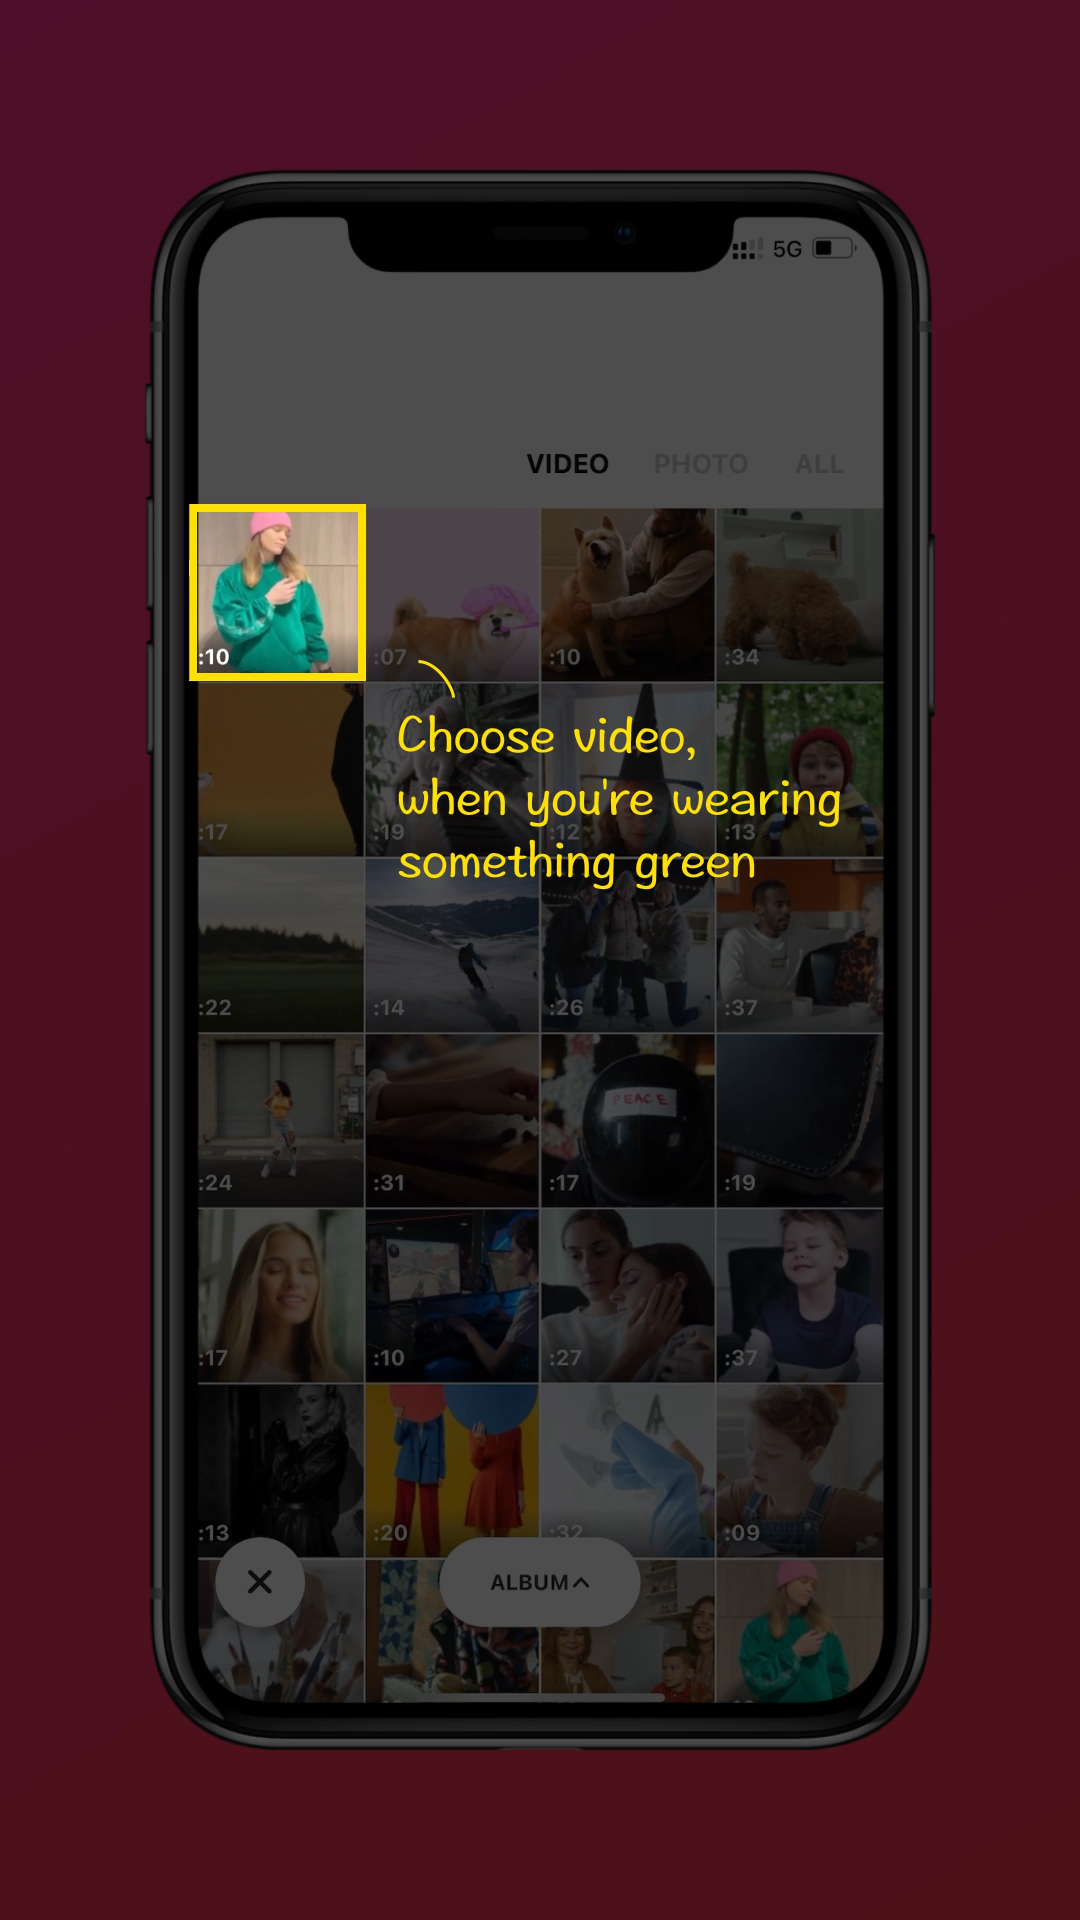 5G
VIDEO PHOTO ALL
:10 :07 :10 :34
Choose video,
when you're wearing
something green
:17 :19 :12 :13
:22 :14 :26 :37
PEACE
:24 :31 :17 :19
:17 :10 :27 :37
:13 :20 :32 :09
ALBUM